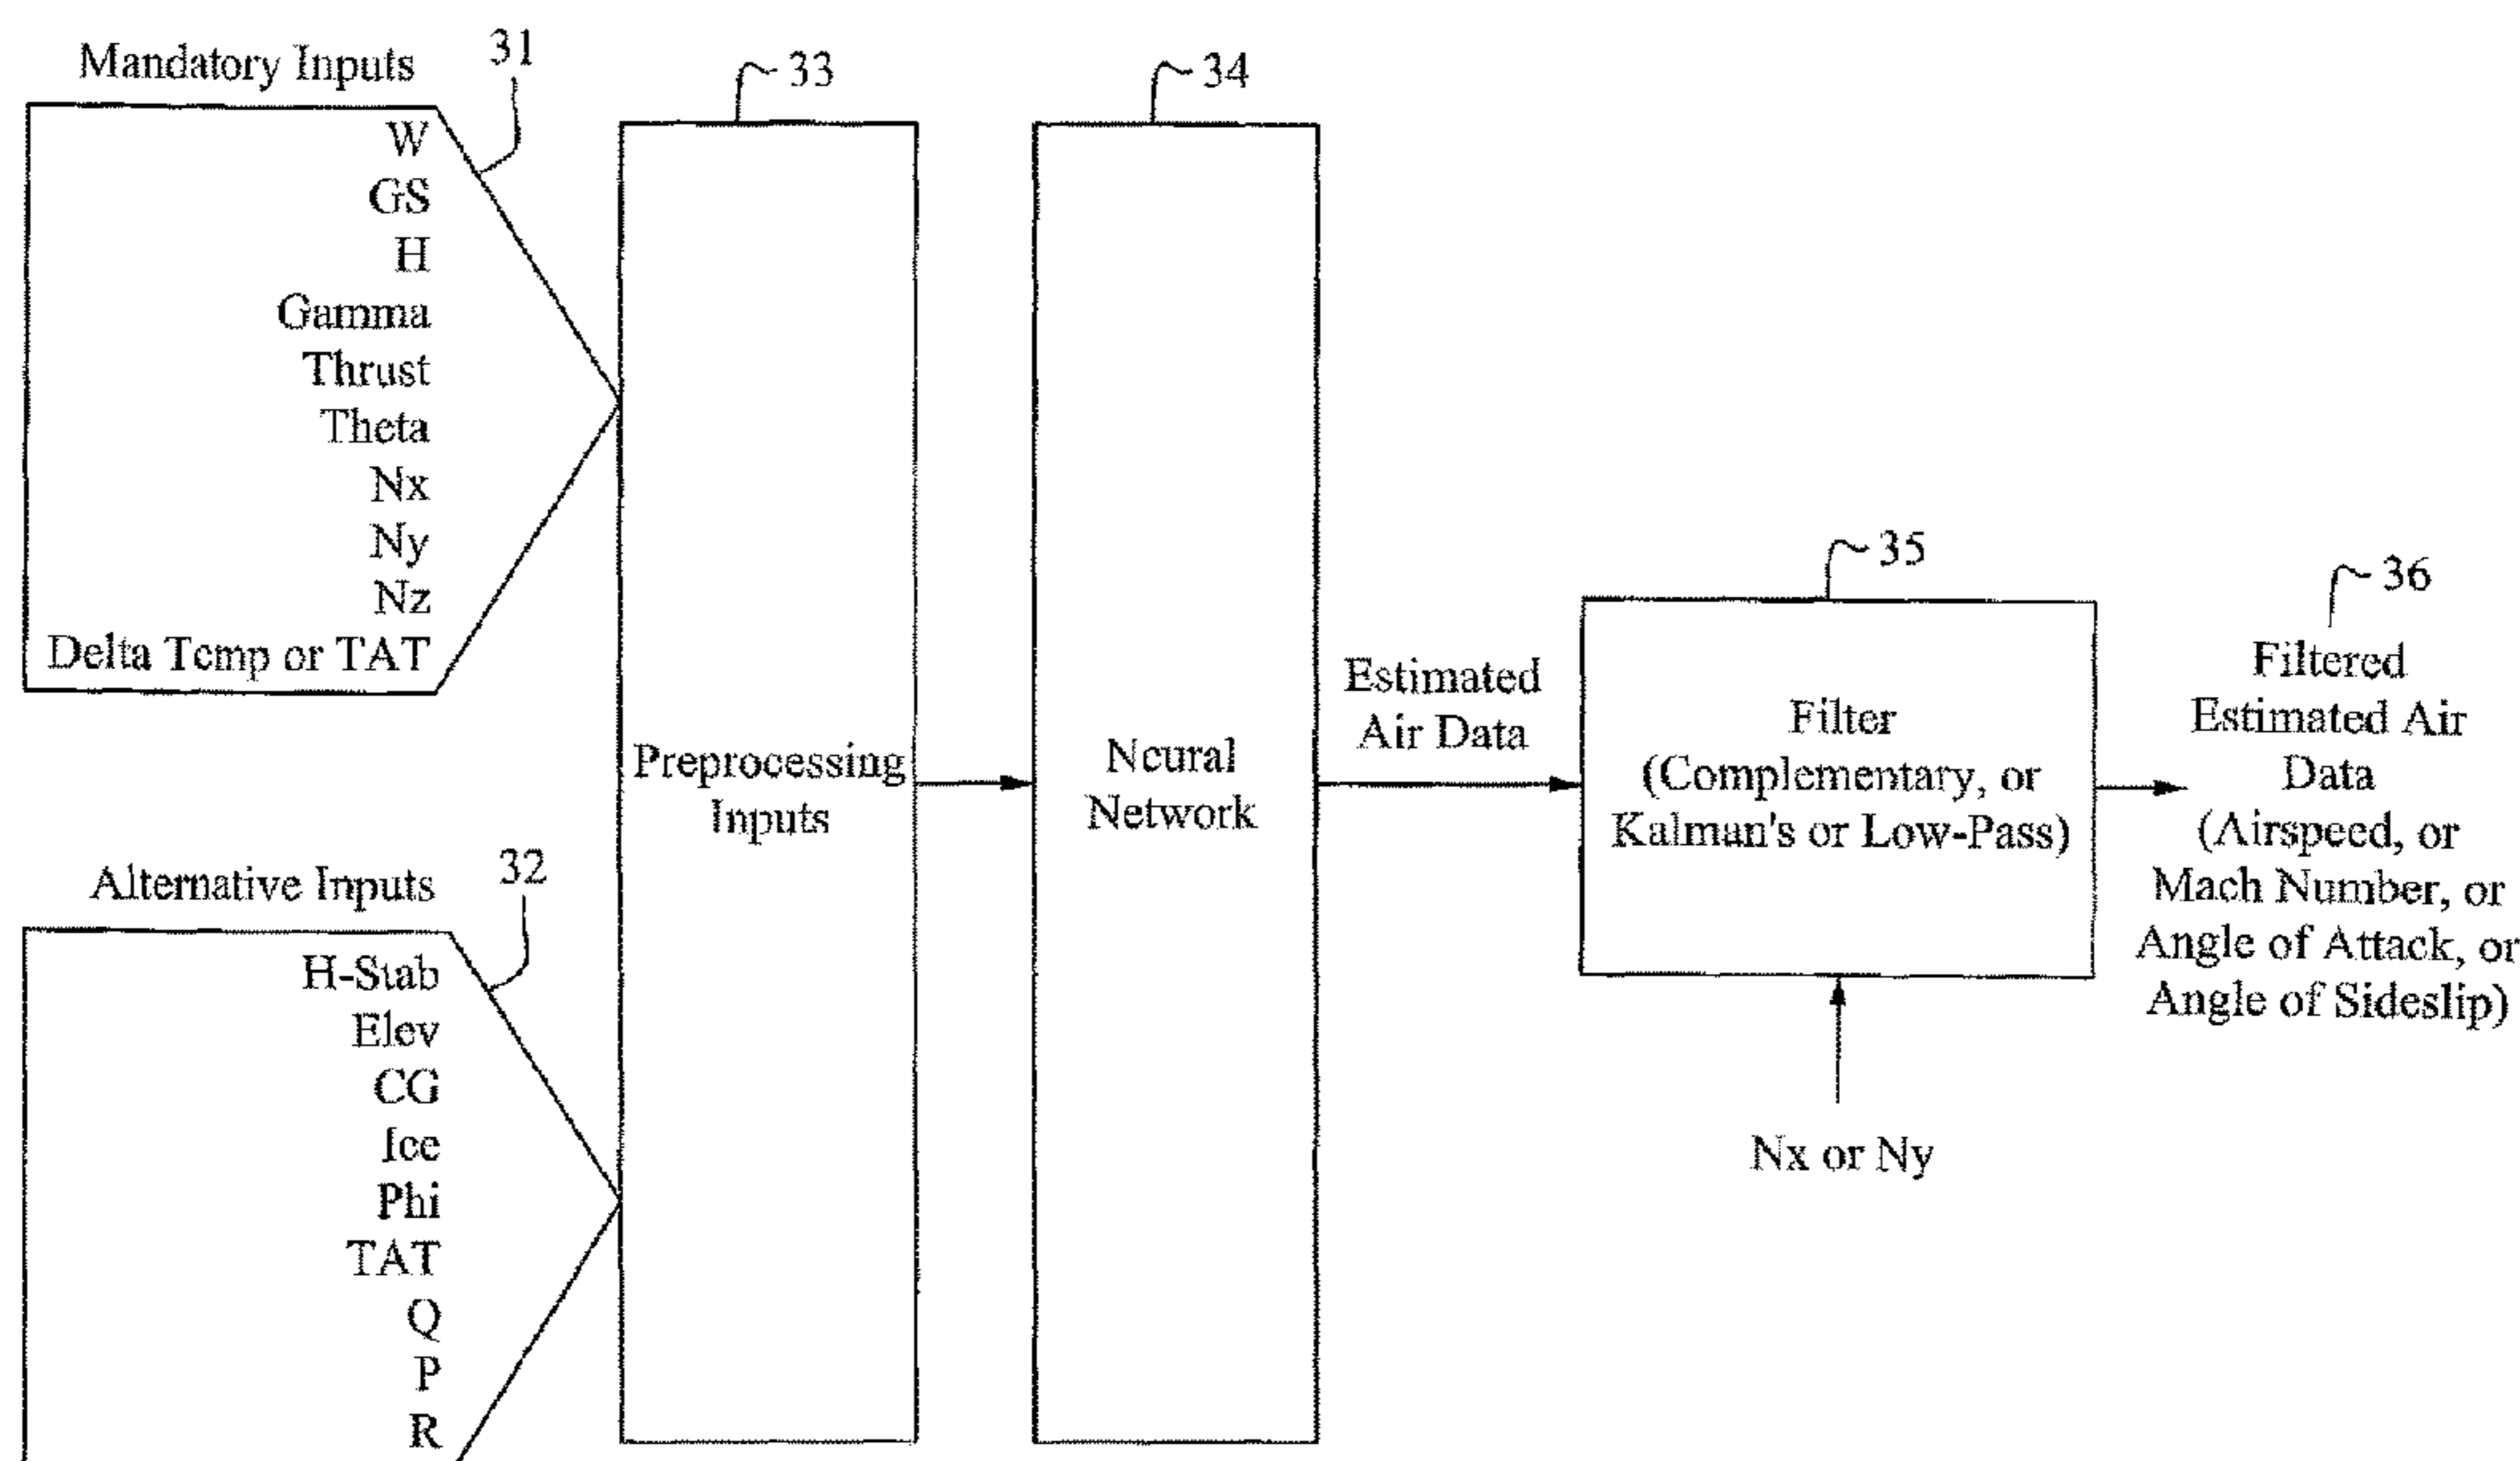 Mandatory Inputs
31
W
GS
H
Gamma
Thrust
Theta
Nx
Ny
Nz
Delta Temp or TAT
Alternative Inputs
32
H-Stab
Elev
CG
Ice
Phi
TAT
Q
P
R
33
Preprocessing
Inputs
34
Neural
Network
Estimated
Air Data
35
Filter
(Complementary, or
Kalman's or Low-Pass)
Nx or Ny
36
Filtered
Estimated Air
Data
(Airspeed, or
Mach Number, or
Angle of Attack, or
Angle of Sideslip)